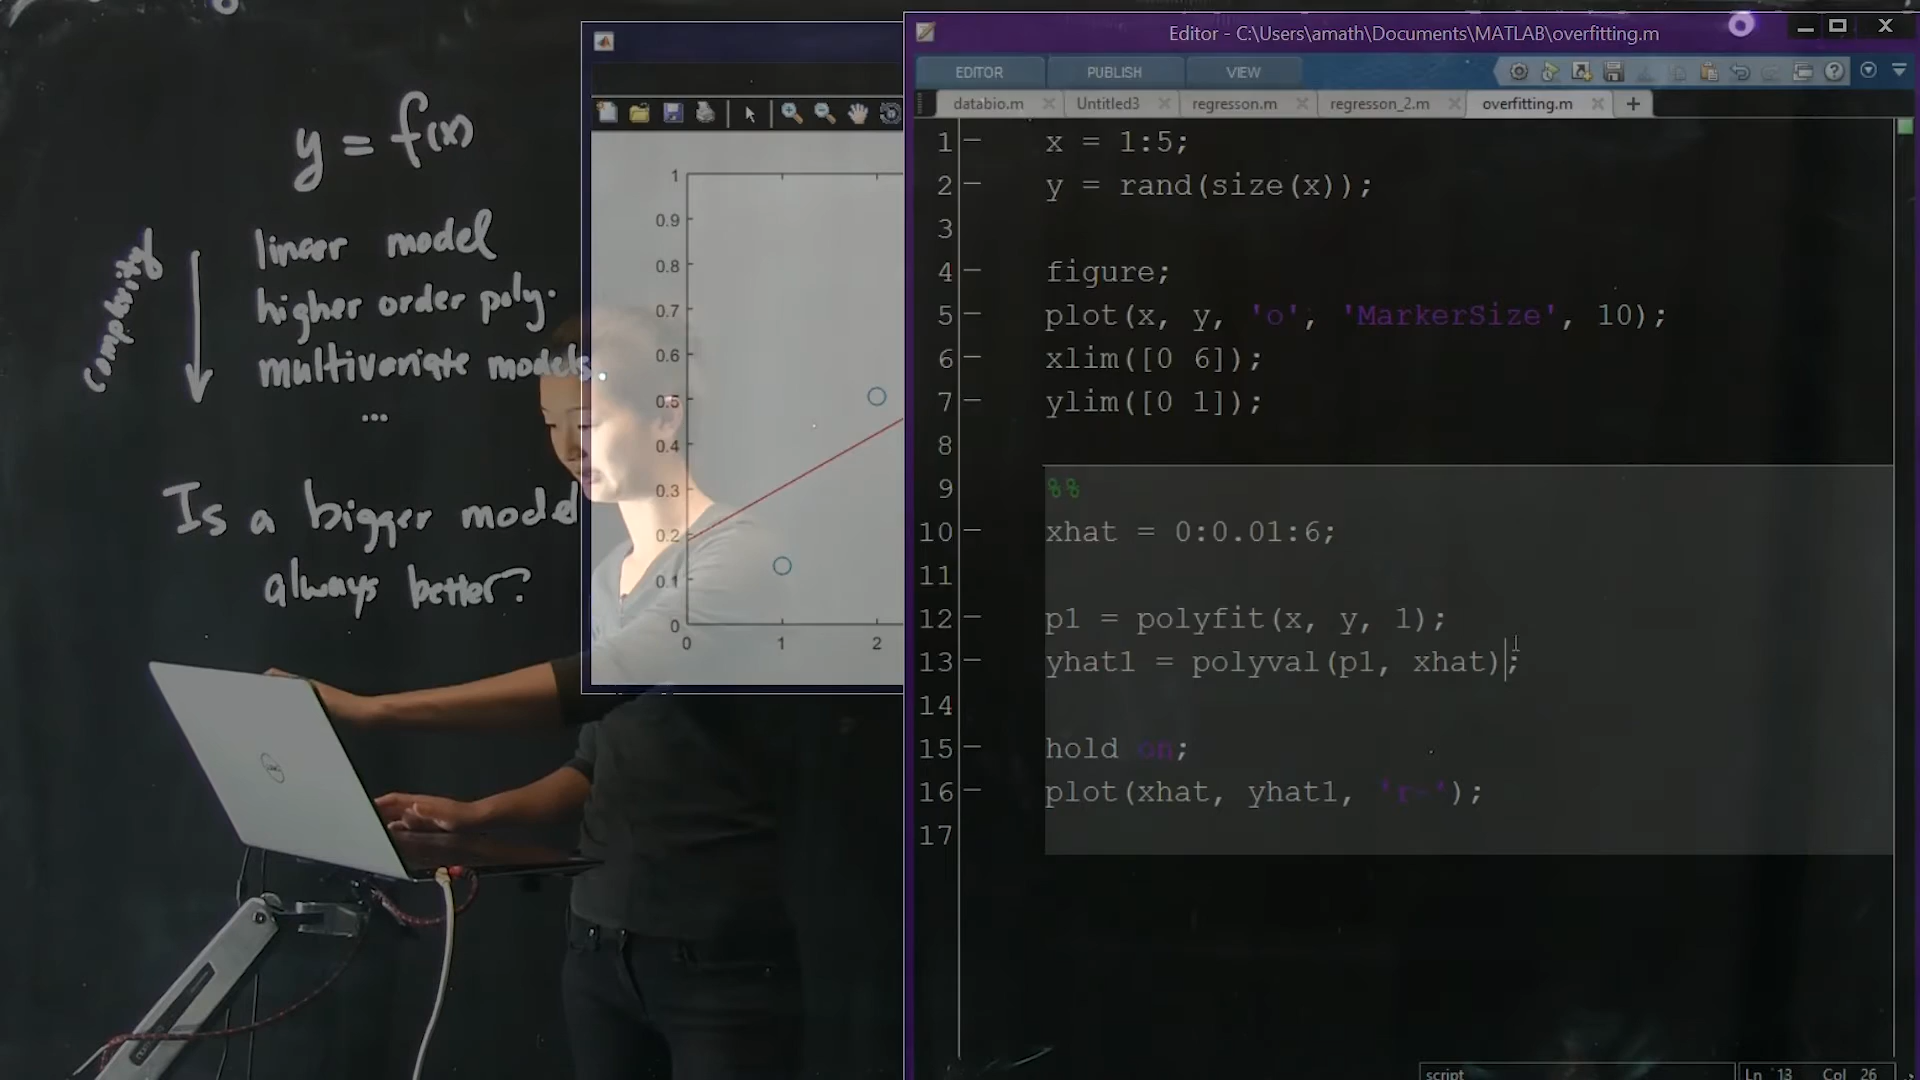 y = f(x)
complexity
linear model
higher order poly.
multivariate models
...
Is a bigger model
always better?
1
0.9
0.8
0.7
0.6
0.5
0.4
0.3
0.2
0.1
0
0 1 2
Editor - C:\Users\amath\Documents\MATLAB\overfitting.m
EDITOR PUBLISH VIEW
databio.m Untitled3 regresson.m regresson_2.m overfitting.m
1 x = 1:5;
2 y = rand(size(x));
3
4 figure;
5 plot(x, y, 'o', 'MarkerSize', 10);
6 xlim([0 6]);
7 ylim([0 1]);
8
9 %%
10 xhat = 0:0.01:6;
11
12 p1 = polyfit(x, y, 1);
13 yhat1 = polyval(p1, xhat);
14
15 hold on;
16 plot(xhat, yhat1, 'r-');
17
script Ln 13 Col 26
DELL